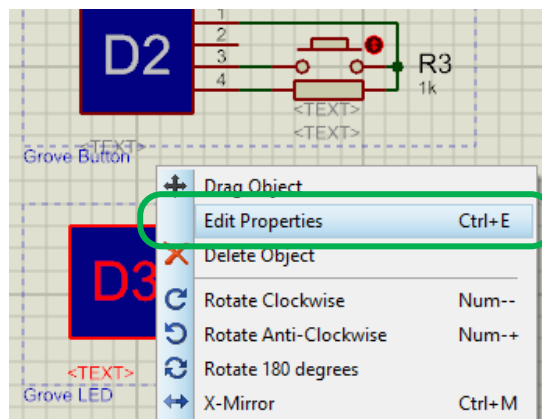 1
D2
2
3
4
R3
1k
<TEXT>
<TEXT>
<TEXT>
Grove Button
Drag Object
Edit Properties Ctrl+E
Delete Object
D3
Rotate Clockwise Num--
Rotate Anti-Clockwise Num-+
Rotate 180 degrees
<TEXT>
Grove LED
X-Mirror Ctrl+M